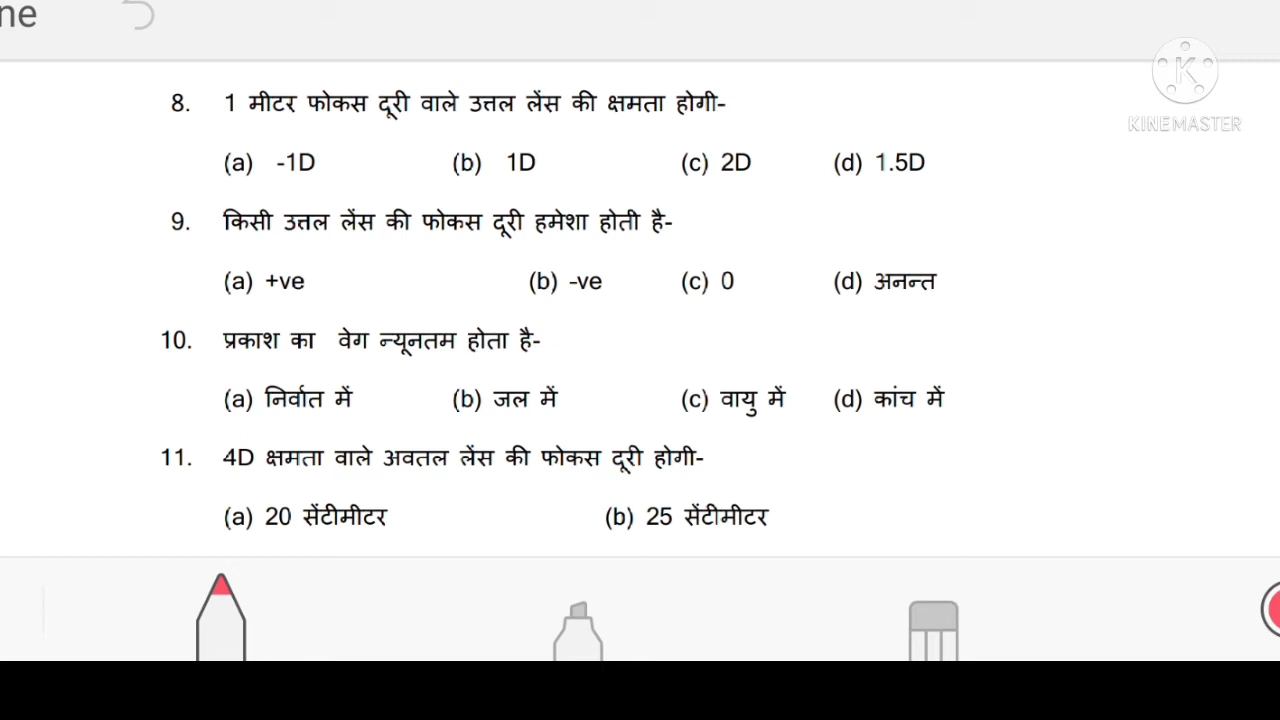 ne
KINEMASTER
8. 1 मीटर फोकस दूरी वाले उत्तल लेंस की क्षमता होगी-
(a) -1D (b) 1D (c) 2D (d) 1.5D
9. किसी उत्तल लेंस की फोकस दूरी हमेशा होती है-
(a) +ve (b) -ve (c) 0 (d) अनन्त
10. प्रकाश का वेग न्यूनतम होता है-
(a) निर्वात में (b) जल में (c) वायु में (d) कांच में
11. 4D क्षमता वाले अवतल लेंस की फोकस दूरी होगी-
(a) 20 सेंटीमीटर (b) 25 सेंटीमीटर